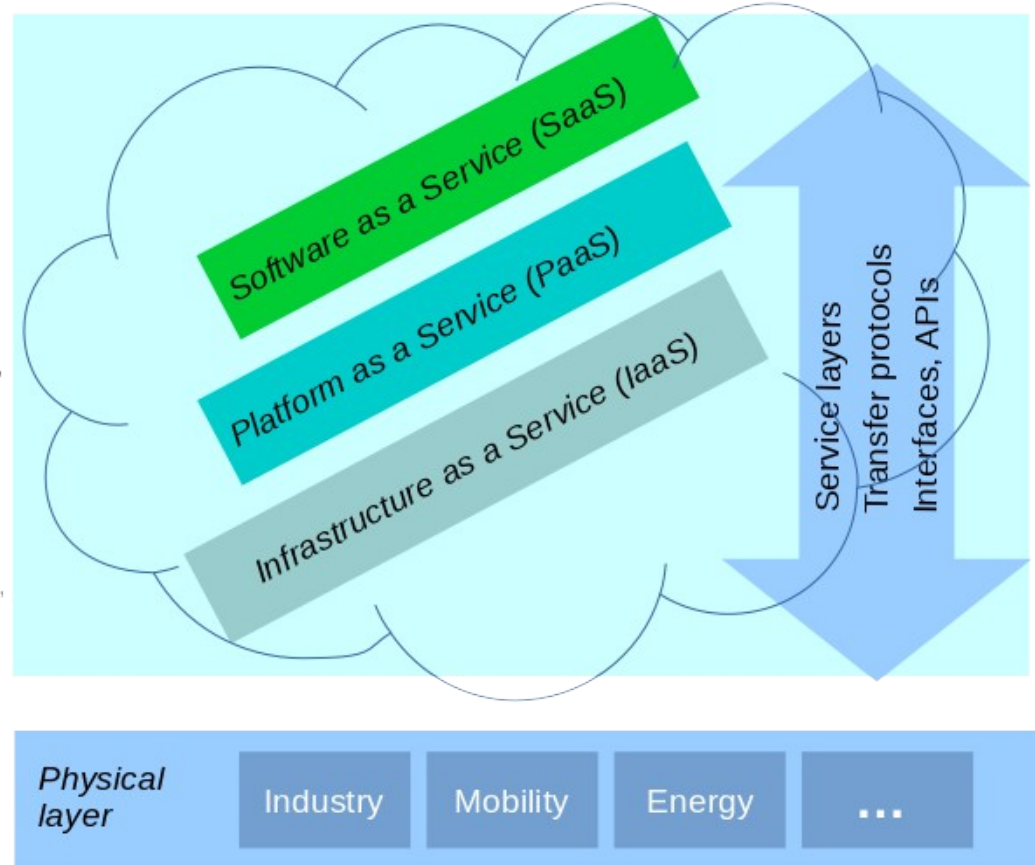 Software as a Service (SaaS)
Platform as a Service (PaaS)
Infrastructure as a Service (IaaS)
Service layers
Transfer protocols
Interfaces, APIs
Physical
layer
Industry
Mobility
Energy
...